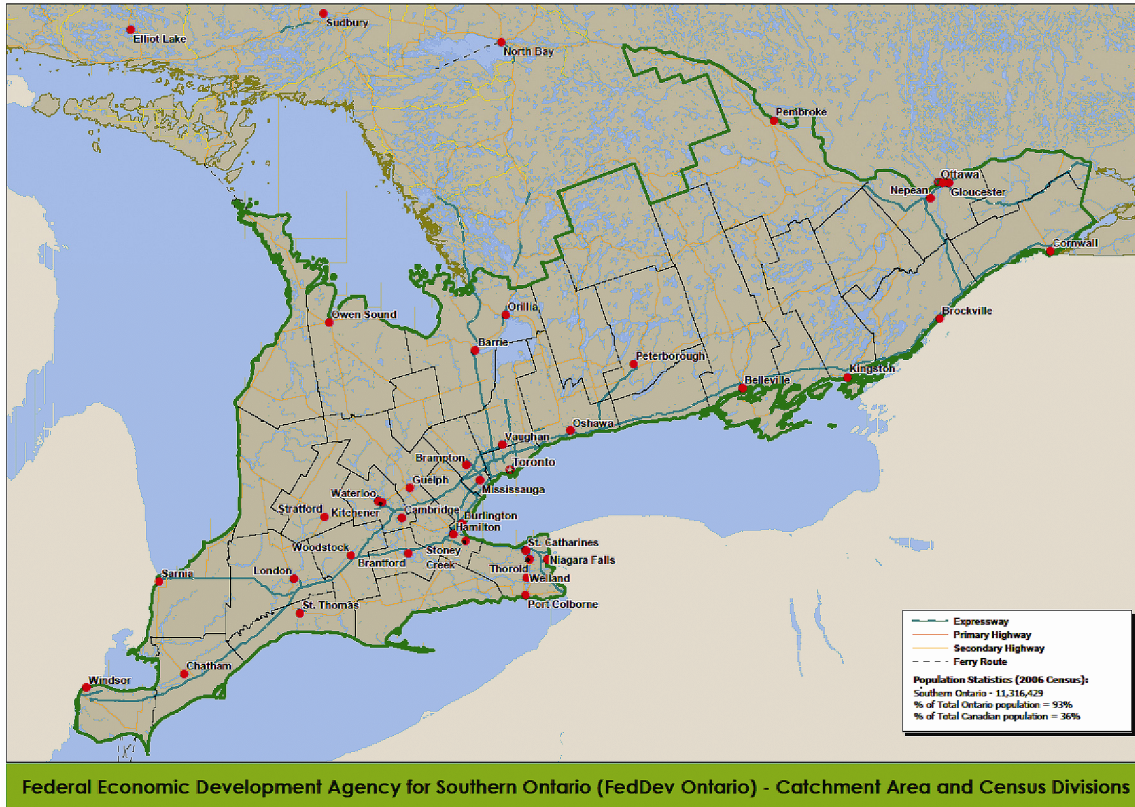 Sudbury
Elliot Lake
North Bay
Pembroke
Ottawa
Nepean
Gloucester
Cornwall
Owen Sound
Orillia
Brockville
Barrie
Peterborough
Kingston
Belleville
Oshawa
Vaughan
Brampton
Toronto
Guelph
Mississauga
Waterloo
Stratford
Kitchener
Cambridge
Burlington
Hamilton
St. Catharines
Woodstock
Stoney
Creek
Brantford
Niagara Falls
Thorold
London
Sarnia
Welland
St. Thomas
Port Colborne
Chatham
Windsor
Expressway
Primary Highway
Secondary Highway
Ferry Route
Population Statistics (2006 Census):
Southern Ontario - 11,316,429
% of Total Ontario population = 93%
% of Total Canadian population = 36%
Federal Economic Development Agency for Southern Ontario (FedDev Ontario) - Catchment Area and Census Divisions